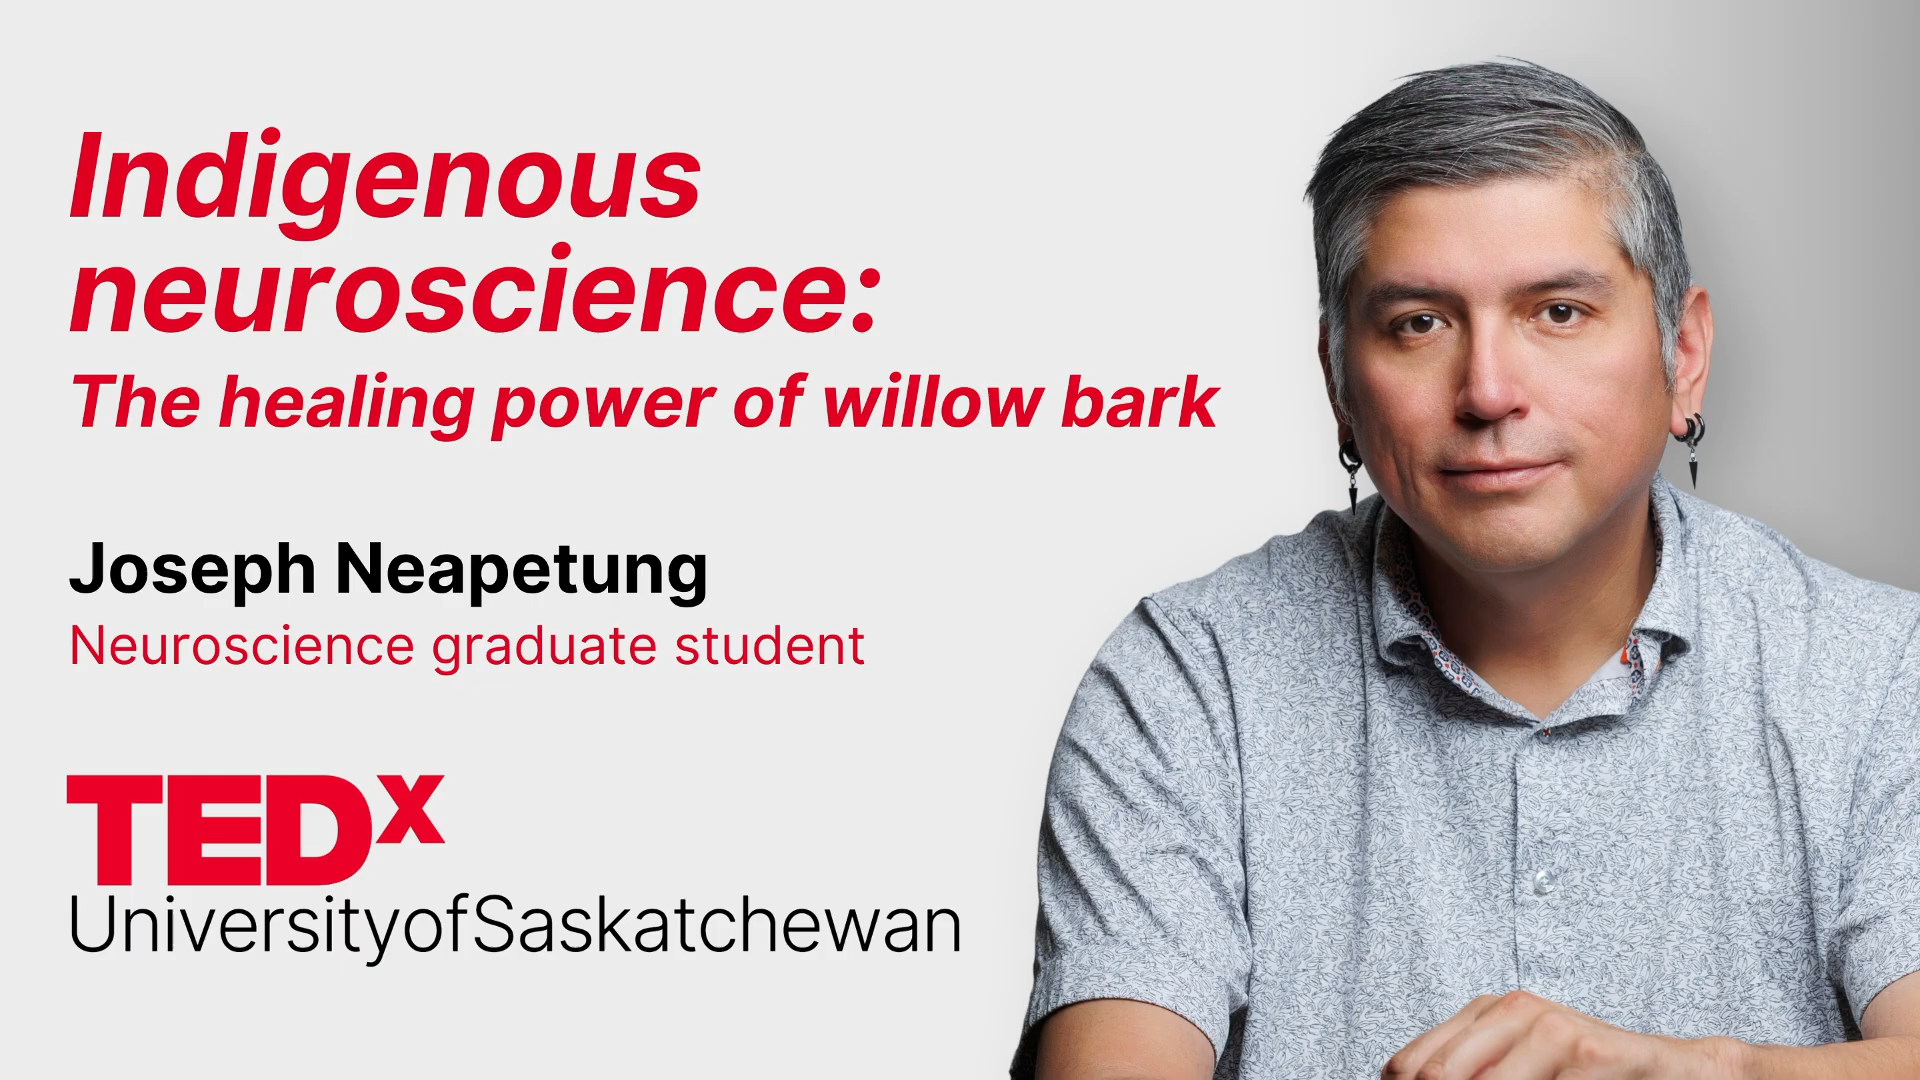 Indigenous
neuroscience:
The healing power of willow bark
Joseph Neapetung
Neuroscience graduate student
TEDx
UniversityofSaskatchewan